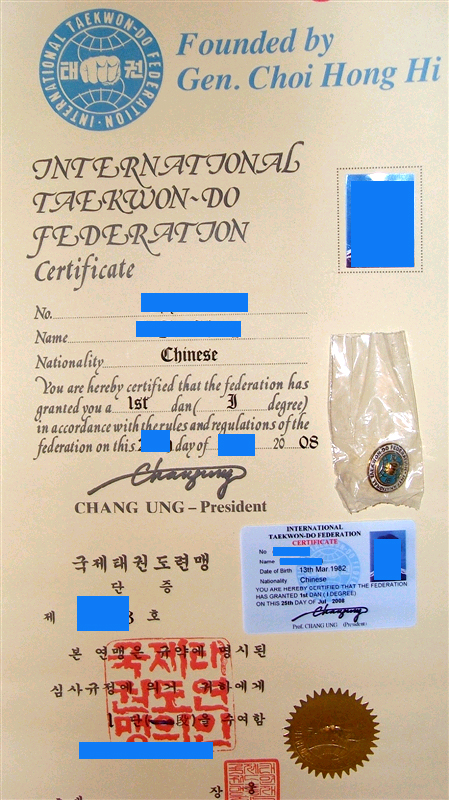 INTERNATIONAL TAEKWON-DO FEDERATION
태 권
Founded by
Gen. Choi Hong Hi
INTERNATIONAL
TAEKWON-DO
FEDERATION
Certificate
No.
Name
Nationality Chinese
You are hereby certified that the federation has
granted you a 1st dan ( I degree)
in accordance with the rules and regulations of the
federation on this day of 20 08
CHANG UNG – President
INTERNATIONAL
TAEKWON-DO FEDERATION
CERTIFICATE
No
Name
Date of Birth 13th Mar.1982
Nationality Chinese
YOU ARE HEREBY CERTIFIED THAT THE FEDERATION
HAS GRANTED 1st DAN ( I.DEGREE)
ON THIS 25th DAY OF Jul 2008
Prof. CHANG UNG (President)
국제태권도련맹
단 증
제 호
본 련맹은 규약에 명시된
심사규정에 의거 귀하에게
1 단( 段)을 수여함
장 웅